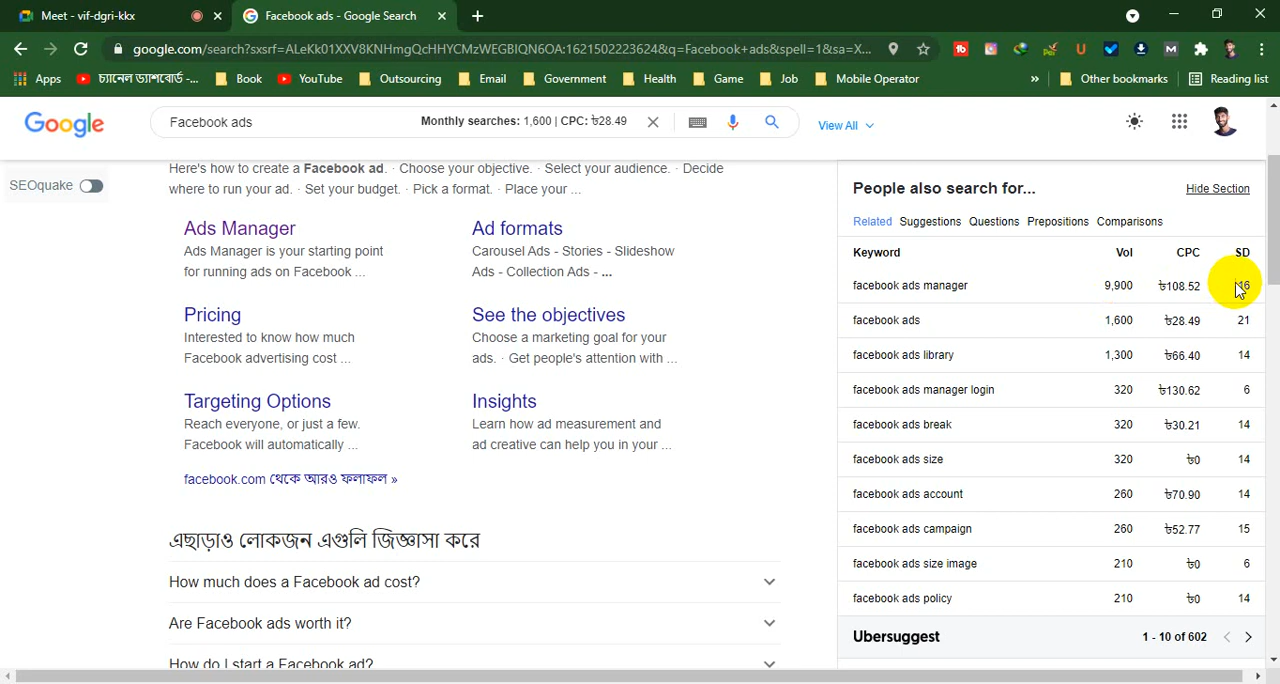 Meet - vif-dgri-kkx
Facebook ads - Google Search
google.com/search?sxsrf=ALeKk01XXV8KNHmgQcHHYCMzWEGBIQN6OA:1621502223624&q=Facebook+ads&spell=1&sa=X...
Apps
চ্যানেল ড্যাশবোর্ড -...
Book
YouTube
Outsourcing
Email
Government
Health
Game
Job
Mobile Operator
»
Other bookmarks
Reading list
Google
Facebook ads
Monthly searches: 1,600 | CPC: ৳28.49
View All
SEOquake
Here's how to create a Facebook ad. · Choose your objective. · Select your audience. · Decide
where to run your ad. · Set your budget. · Pick a format. · Place your ...
Ads Manager
Ads Manager is your starting point
for running ads on Facebook ...
Ad formats
Carousel Ads - Stories - Slideshow
Ads - Collection Ads - ...
Pricing
Interested to know how much
Facebook advertising cost ...
See the objectives
Choose a marketing goal for your
ads. · Get people's attention with ...
Targeting Options
Reach everyone, or just a few.
Facebook will automatically ...
Insights
Learn how ad measurement and
ad creative can help you in your ...
facebook.com থেকে আরও ফলাফল »
এছাড়াও লোকজন এগুলি জিজ্ঞাসা করে
How much does a Facebook ad cost?
Are Facebook ads worth it?
How do I start a Facebook ad?
People also search for...
Hide Section
Related Suggestions Questions Prepositions Comparisons
Keyword Vol CPC SD
facebook ads manager 9,900 ৳108.52 16
facebook ads 1,600 ৳28.49 21
facebook ads library 1,300 ৳66.40 14
facebook ads manager login 320 ৳130.62 6
facebook ads break 320 ৳30.21 14
facebook ads size 320 ৳0 14
facebook ads account 260 ৳70.90 14
facebook ads campaign 260 ৳52.77 15
facebook ads size image 210 ৳0 6
facebook ads policy 210 ৳0 14
Ubersuggest
1 - 10 of 602